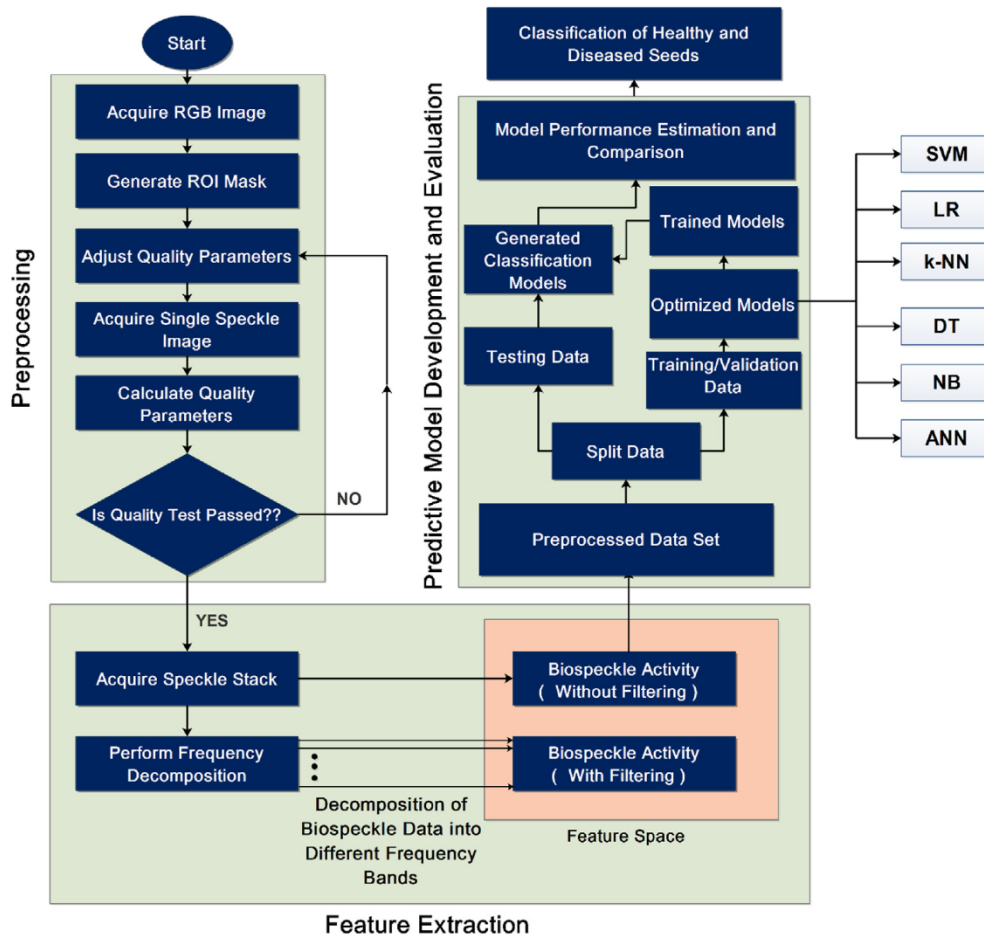 Start
Acquire RGB Image
Generate ROI Mask
Adjust Quality Parameters
Acquire Single Speckle
Image
Calculate Quality
Parameters
Is Quality Test Passed??
NO
YES
Preprocessing
Classification of Healthy and
Diseased Seeds
Model Performance Estimation and
Comparison
Generated
Classification
Models
Trained Models
Optimized Models
Testing Data
Training/Validation
Data
Split Data
Preprocessed Data Set
Predictive Model Development and Evaluation
SVM
LR
k-NN
DT
NB
ANN
Acquire Speckle Stack
Perform Frequency
Decomposition
Decomposition of
Biospeckle Data into
Different Frequency
Bands
Biospeckle Activity
( Without Filtering )
Biospeckle Activity
( With Filtering )
Feature Space
Feature Extraction